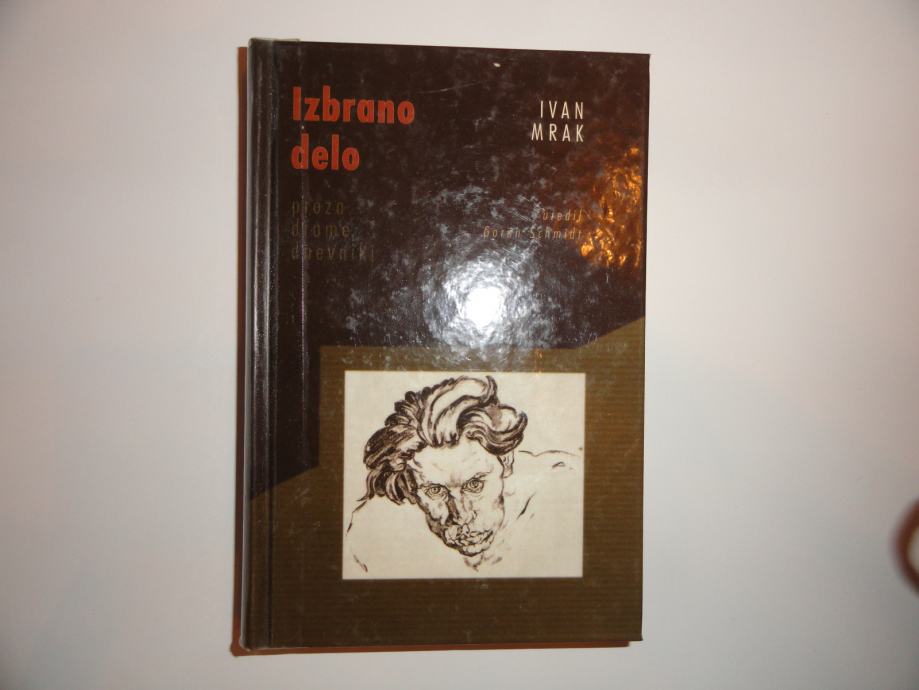 Izbrano
delo
IVAN
MRAK
proza
drame
dnevniki
uredil
Goran Schmidt